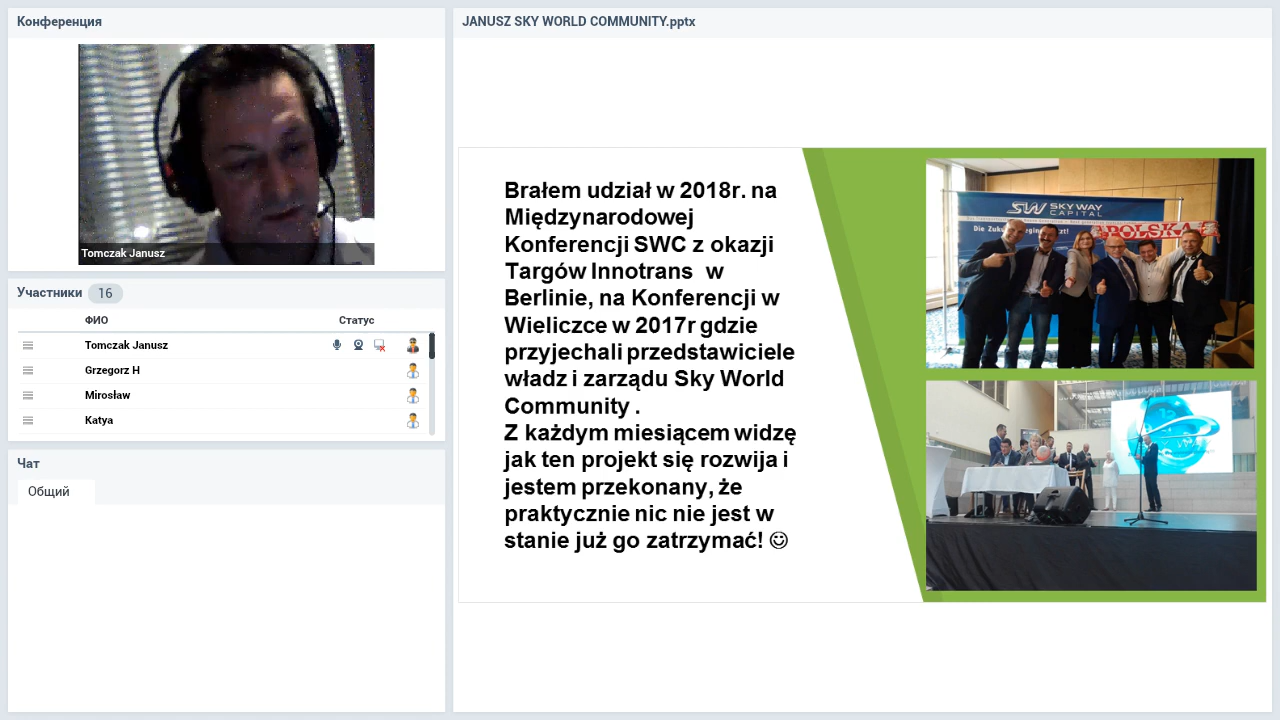 Конференция
Tomczak Janusz
Участники 16
ФИО Статус
Tomczak Janusz
Grzegorz H
Mirosław
Katya
Чат
Общий
JANUSZ SKY WORLD COMMUNITY.pptx
Brałem udział w 2018r. na
Międzynarodowej
Konferencji SWC z okazji
Targów Innotrans w
Berlinie, na Konferencji w
Wieliczce w 2017r gdzie
przyjechali przedstawiciele
władz i zarządu Sky World
Community .
Z każdym miesiącem widzę
jak ten projekt się rozwija i
jestem przekonany, że
praktycznie nic nie jest w
stanie już go zatrzymać! ☺
SW SKY WAY
CAPITAL
POLSKA